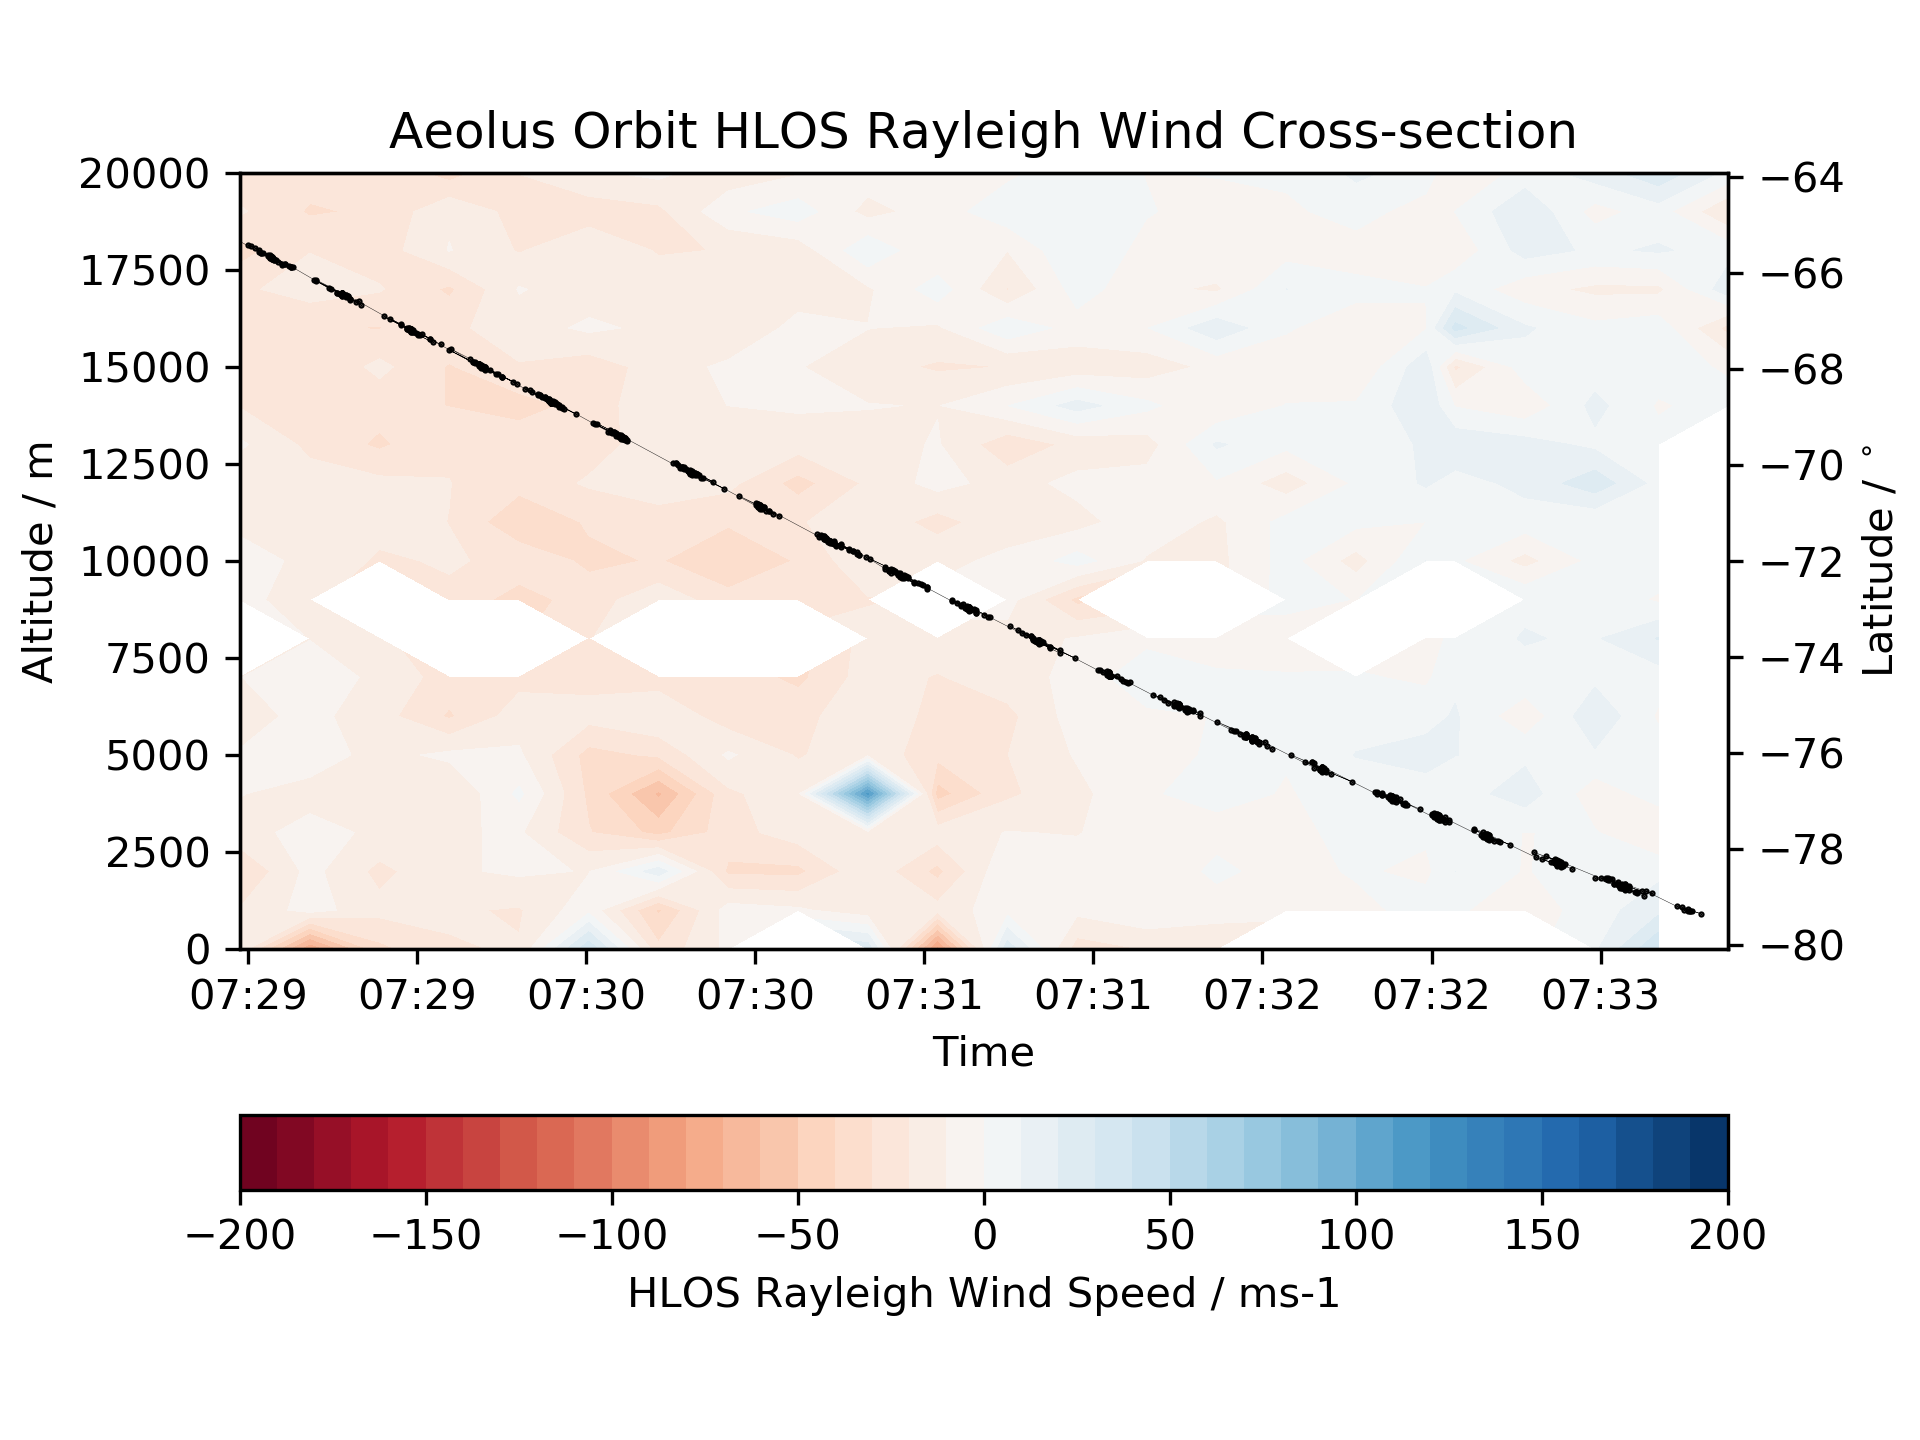 Aeolus Orbit HLOS Rayleigh Wind Cross-section
20000
17500
15000
12500
10000
7500
5000
2500
0
Altitude / m
−64
−66
−68
−70
−72
−74
−76
−78
−80
Latitude / °
07:29 07:29 07:30 07:30 07:31 07:31 07:32 07:32 07:33
Time
−200 −150 −100 −50 0 50 100 150 200
HLOS Rayleigh Wind Speed / ms-1